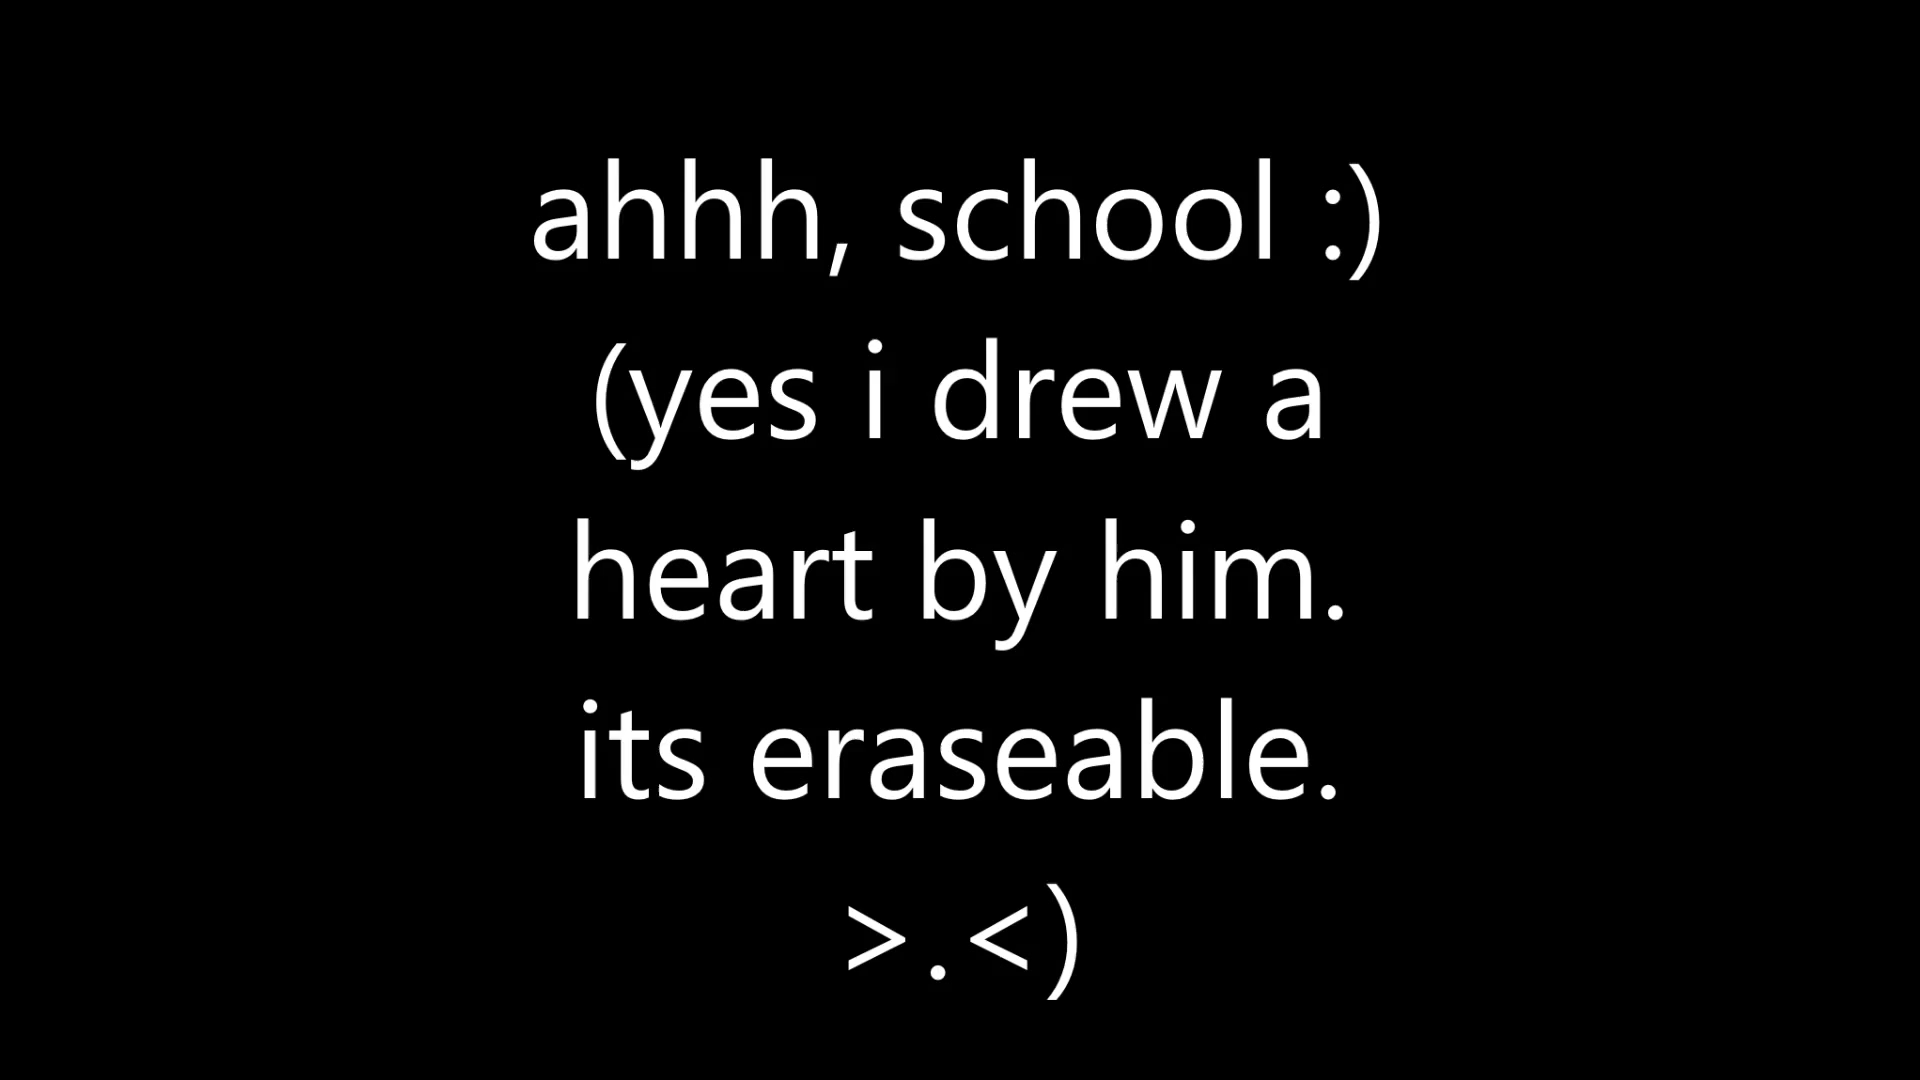 ahhh, school :)
(yes i drew a
heart by him.
its eraseable.
>.<)